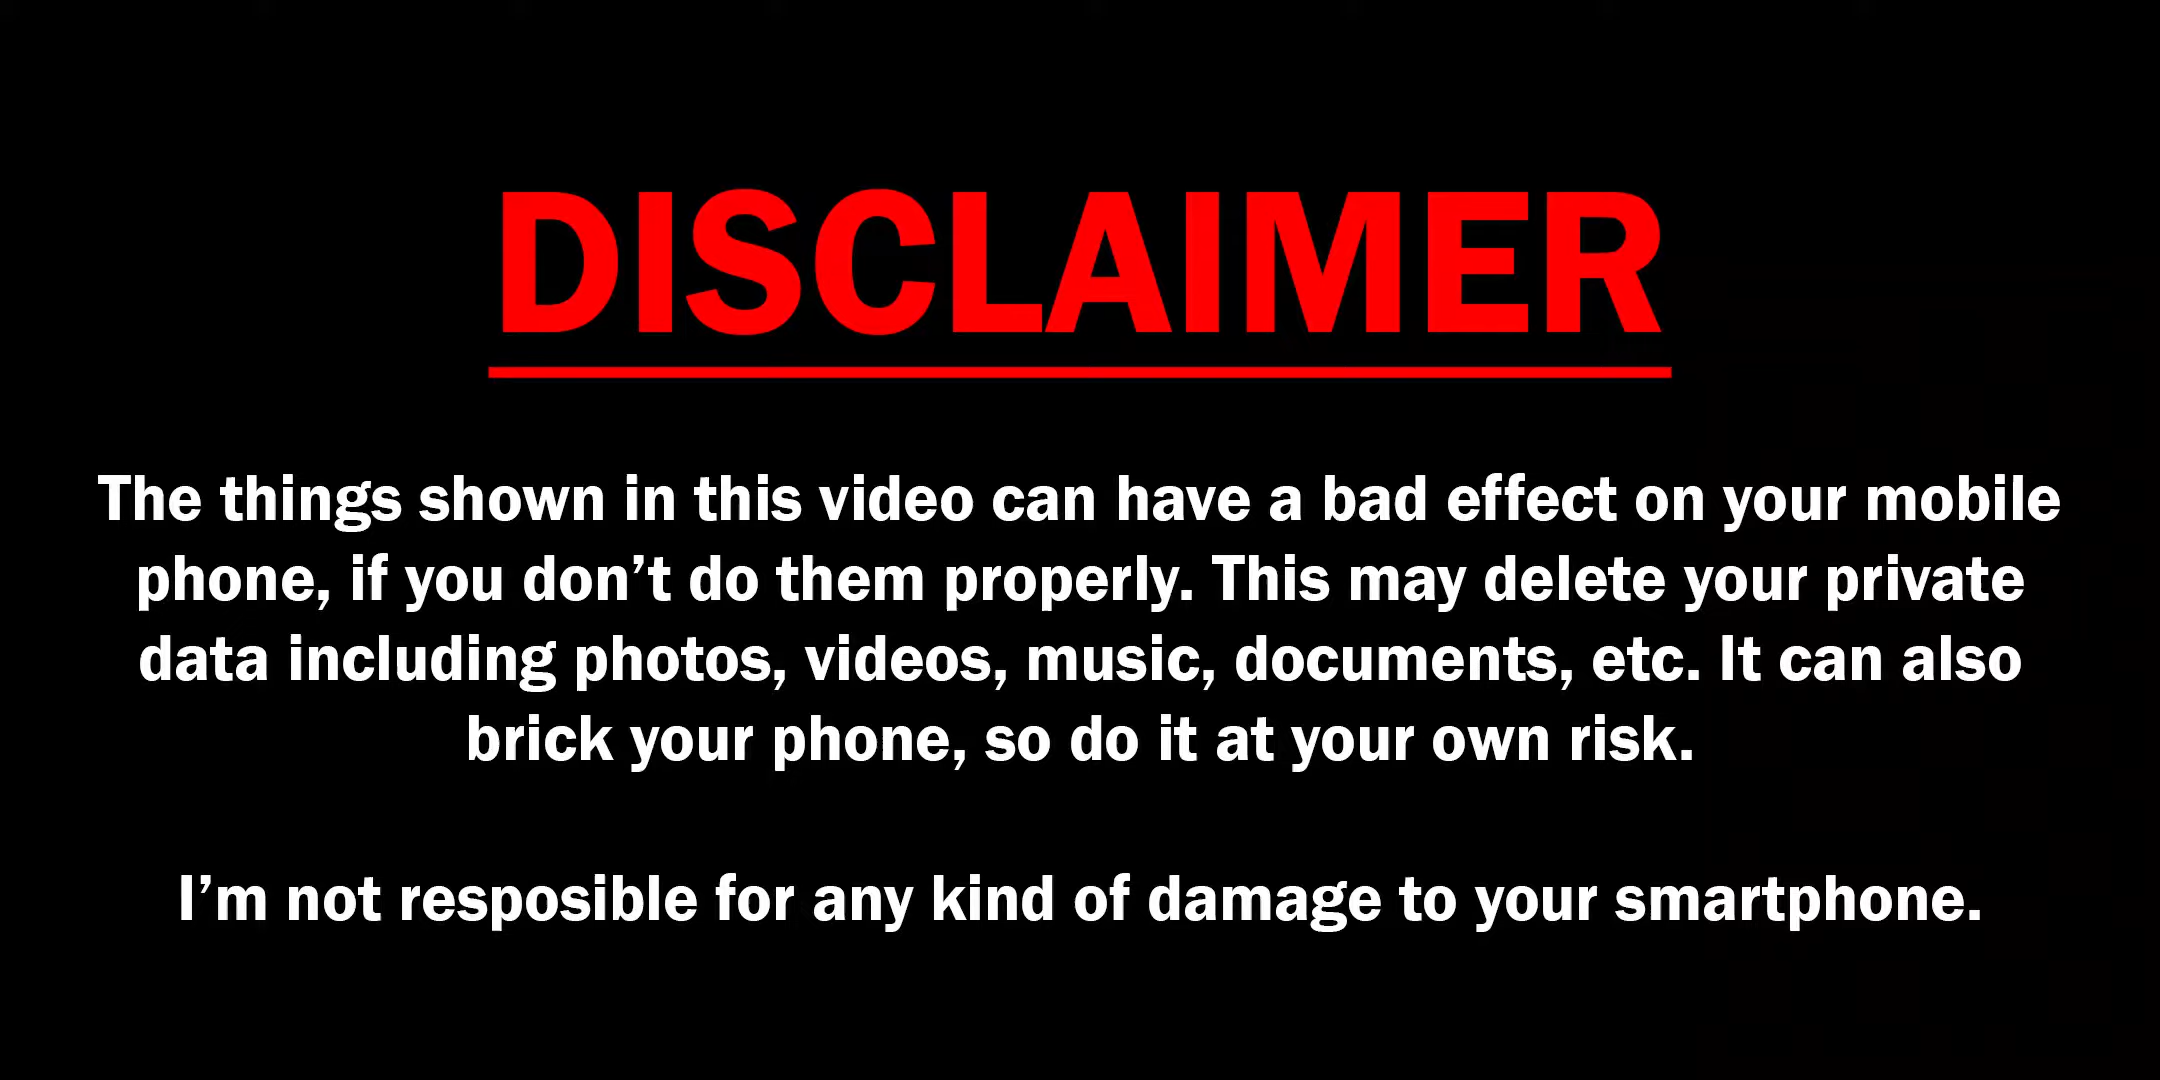 DISCLAIMER
The things shown in this video can have a bad effect on your mobile
phone, if you don’t do them properly. This may delete your private
data including photos, videos, music, documents, etc. It can also
brick your phone, so do it at your own risk.
I’m not resposible for any kind of damage to your smartphone.